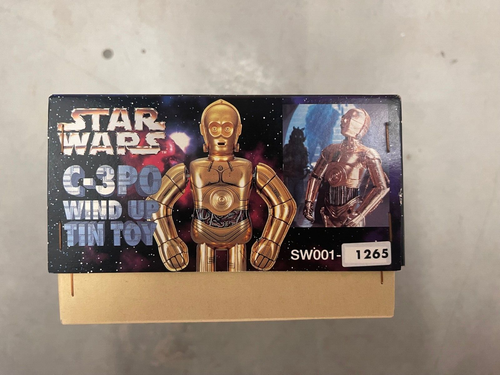 STAR
WARS
C-3PO
WIND UP
TIN TOY
SW001- 1265